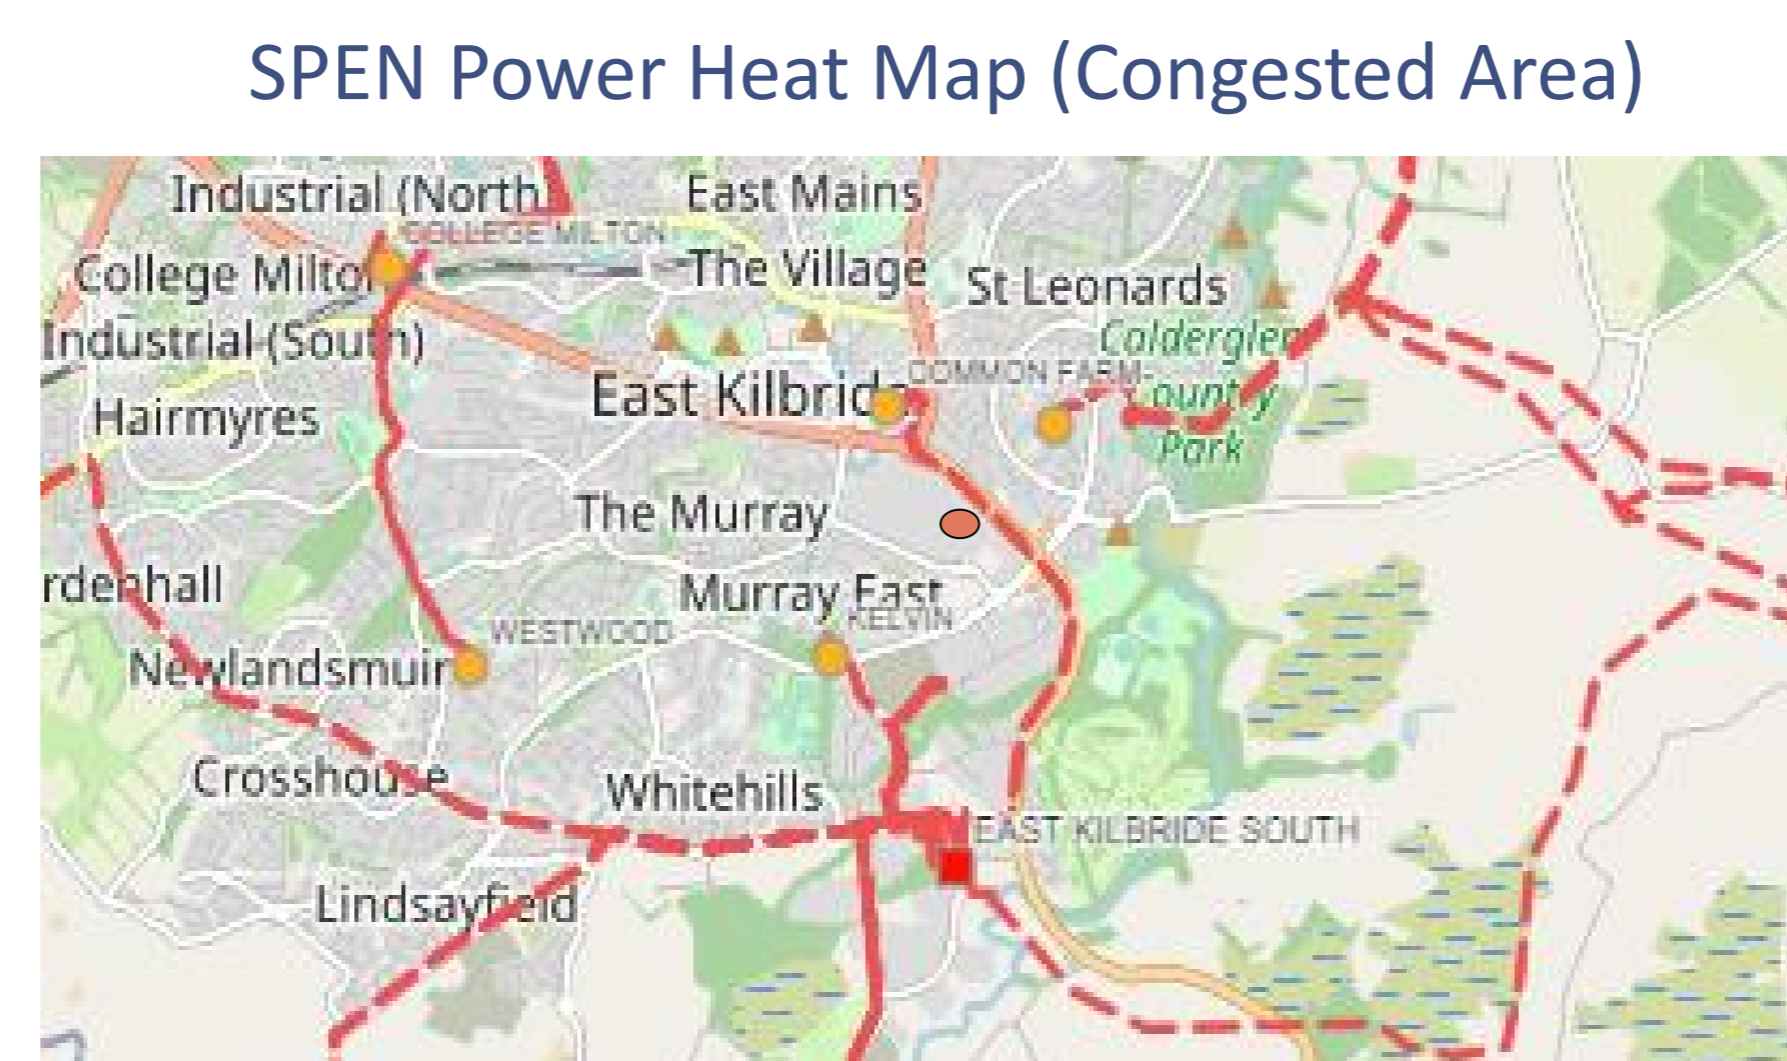 SPEN Power Heat Map (Congested Area)
Industrial (North)
East Mains
COLLEGE MILTON
College Milto
The Village
St Leonards
Industrial (South)
Calderglen
Country
Park
COMMON FARM
East Kilbrid
Hairmyres
The Murray
rdenhall
Murray East
KELVIN
WESTWOOD
Newlandsmuir
Crosshouse
Whitehills
EAST KILBRIDE SOUTH
Lindsayfield